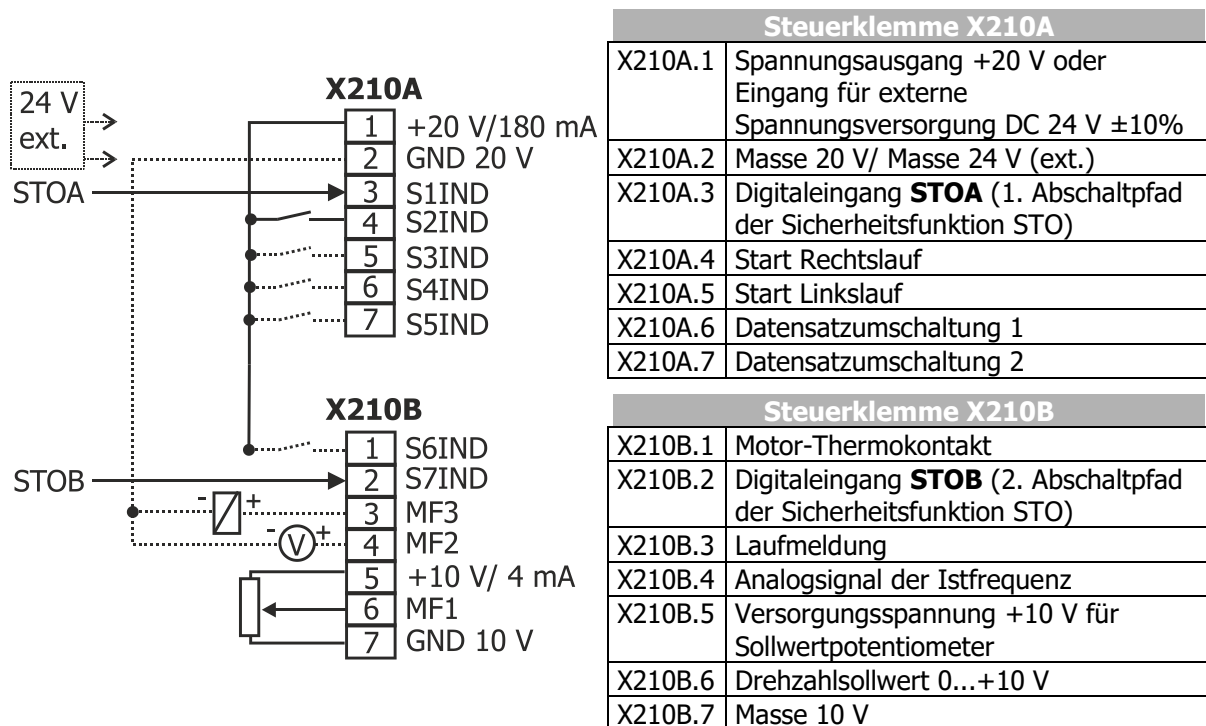 24 V
ext.
STOA
X210A
1 +20 V/180 mA
2 GND 20 V
3 S1IND
4 S2IND
5 S3IND
6 S4IND
7 S5IND
X210B
STOB
1 S6IND
2 S7IND
- + 3 MF3
- V + 4 MF2
5 +10 V/ 4 mA
6 MF1
7 GND 10 V
Steuerklemme X210A
X210A.1 Spannungsausgang +20 V oder
Eingang für externe
Spannungsversorgung DC 24 V ±10%
X210A.2 Masse 20 V/ Masse 24 V (ext.)
X210A.3 Digitaleingang STOA (1. Abschaltpfad
der Sicherheitsfunktion STO)
X210A.4 Start Rechtslauf
X210A.5 Start Linkslauf
X210A.6 Datensatzumschaltung 1
X210A.7 Datensatzumschaltung 2
Steuerklemme X210B
X210B.1 Motor-Thermokontakt
X210B.2 Digitaleingang STOB (2. Abschaltpfad
der Sicherheitsfunktion STO)
X210B.3 Laufmeldung
X210B.4 Analogsignal der Istfrequenz
X210B.5 Versorgungsspannung +10 V für
Sollwertpotentiometer
X210B.6 Drehzahlsollwert 0...+10 V
X210B.7 Masse 10 V